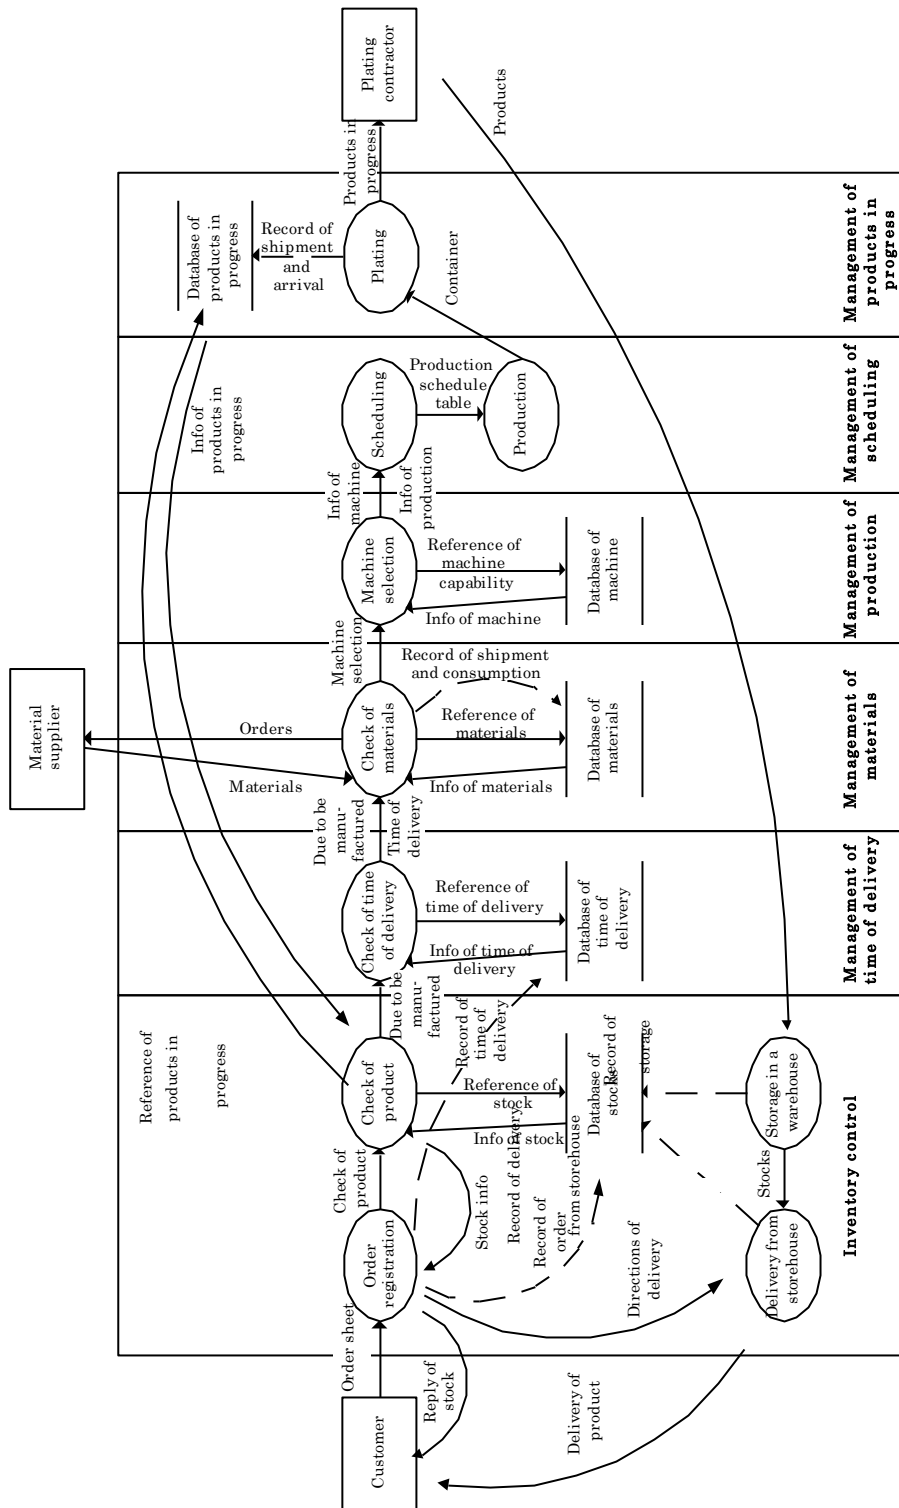 Plating
contractor
Products
Products in
progress
Database of
products in
progress
Record of
shipment
and
arrival
Plating
Container
Management of
products in
progress
Info of
products in
progress
Scheduling
Production
schedule
table
Production
Management of
scheduling
Info of
machine
Info of
production
Machine
selection
Reference of
machine
capability
Info of machine
Database of
machine
Management of
production
Machine
selection
Record of shipment
and consumption
Material
supplier
Orders
Materials
Check of
materials
Reference of
materials
Info of materials
Database of
materials
Management of
materials
Due to be
manu-
factured
Time of
delivery
Check of time
of delivery
Reference of
time of delivery
Info of time of
delivery
Database of
time of
delivery
Management of
time of delivery
Due to be
manu-
factured
Record of
time of
delivery
Reference of
products in
progress
Check of
product
Reference of
stock
Info of stock
Database of
stocks
Record of
storage
Storage in a
warehouse
Stocks
Check of
product
Stock info
Record of delivery
from storehouse
Record of
order
Order
registration
Directions of
delivery
Delivery from
storehouse
Inventory control
Order sheet
Reply of
stock
Delivery of
product
Customer